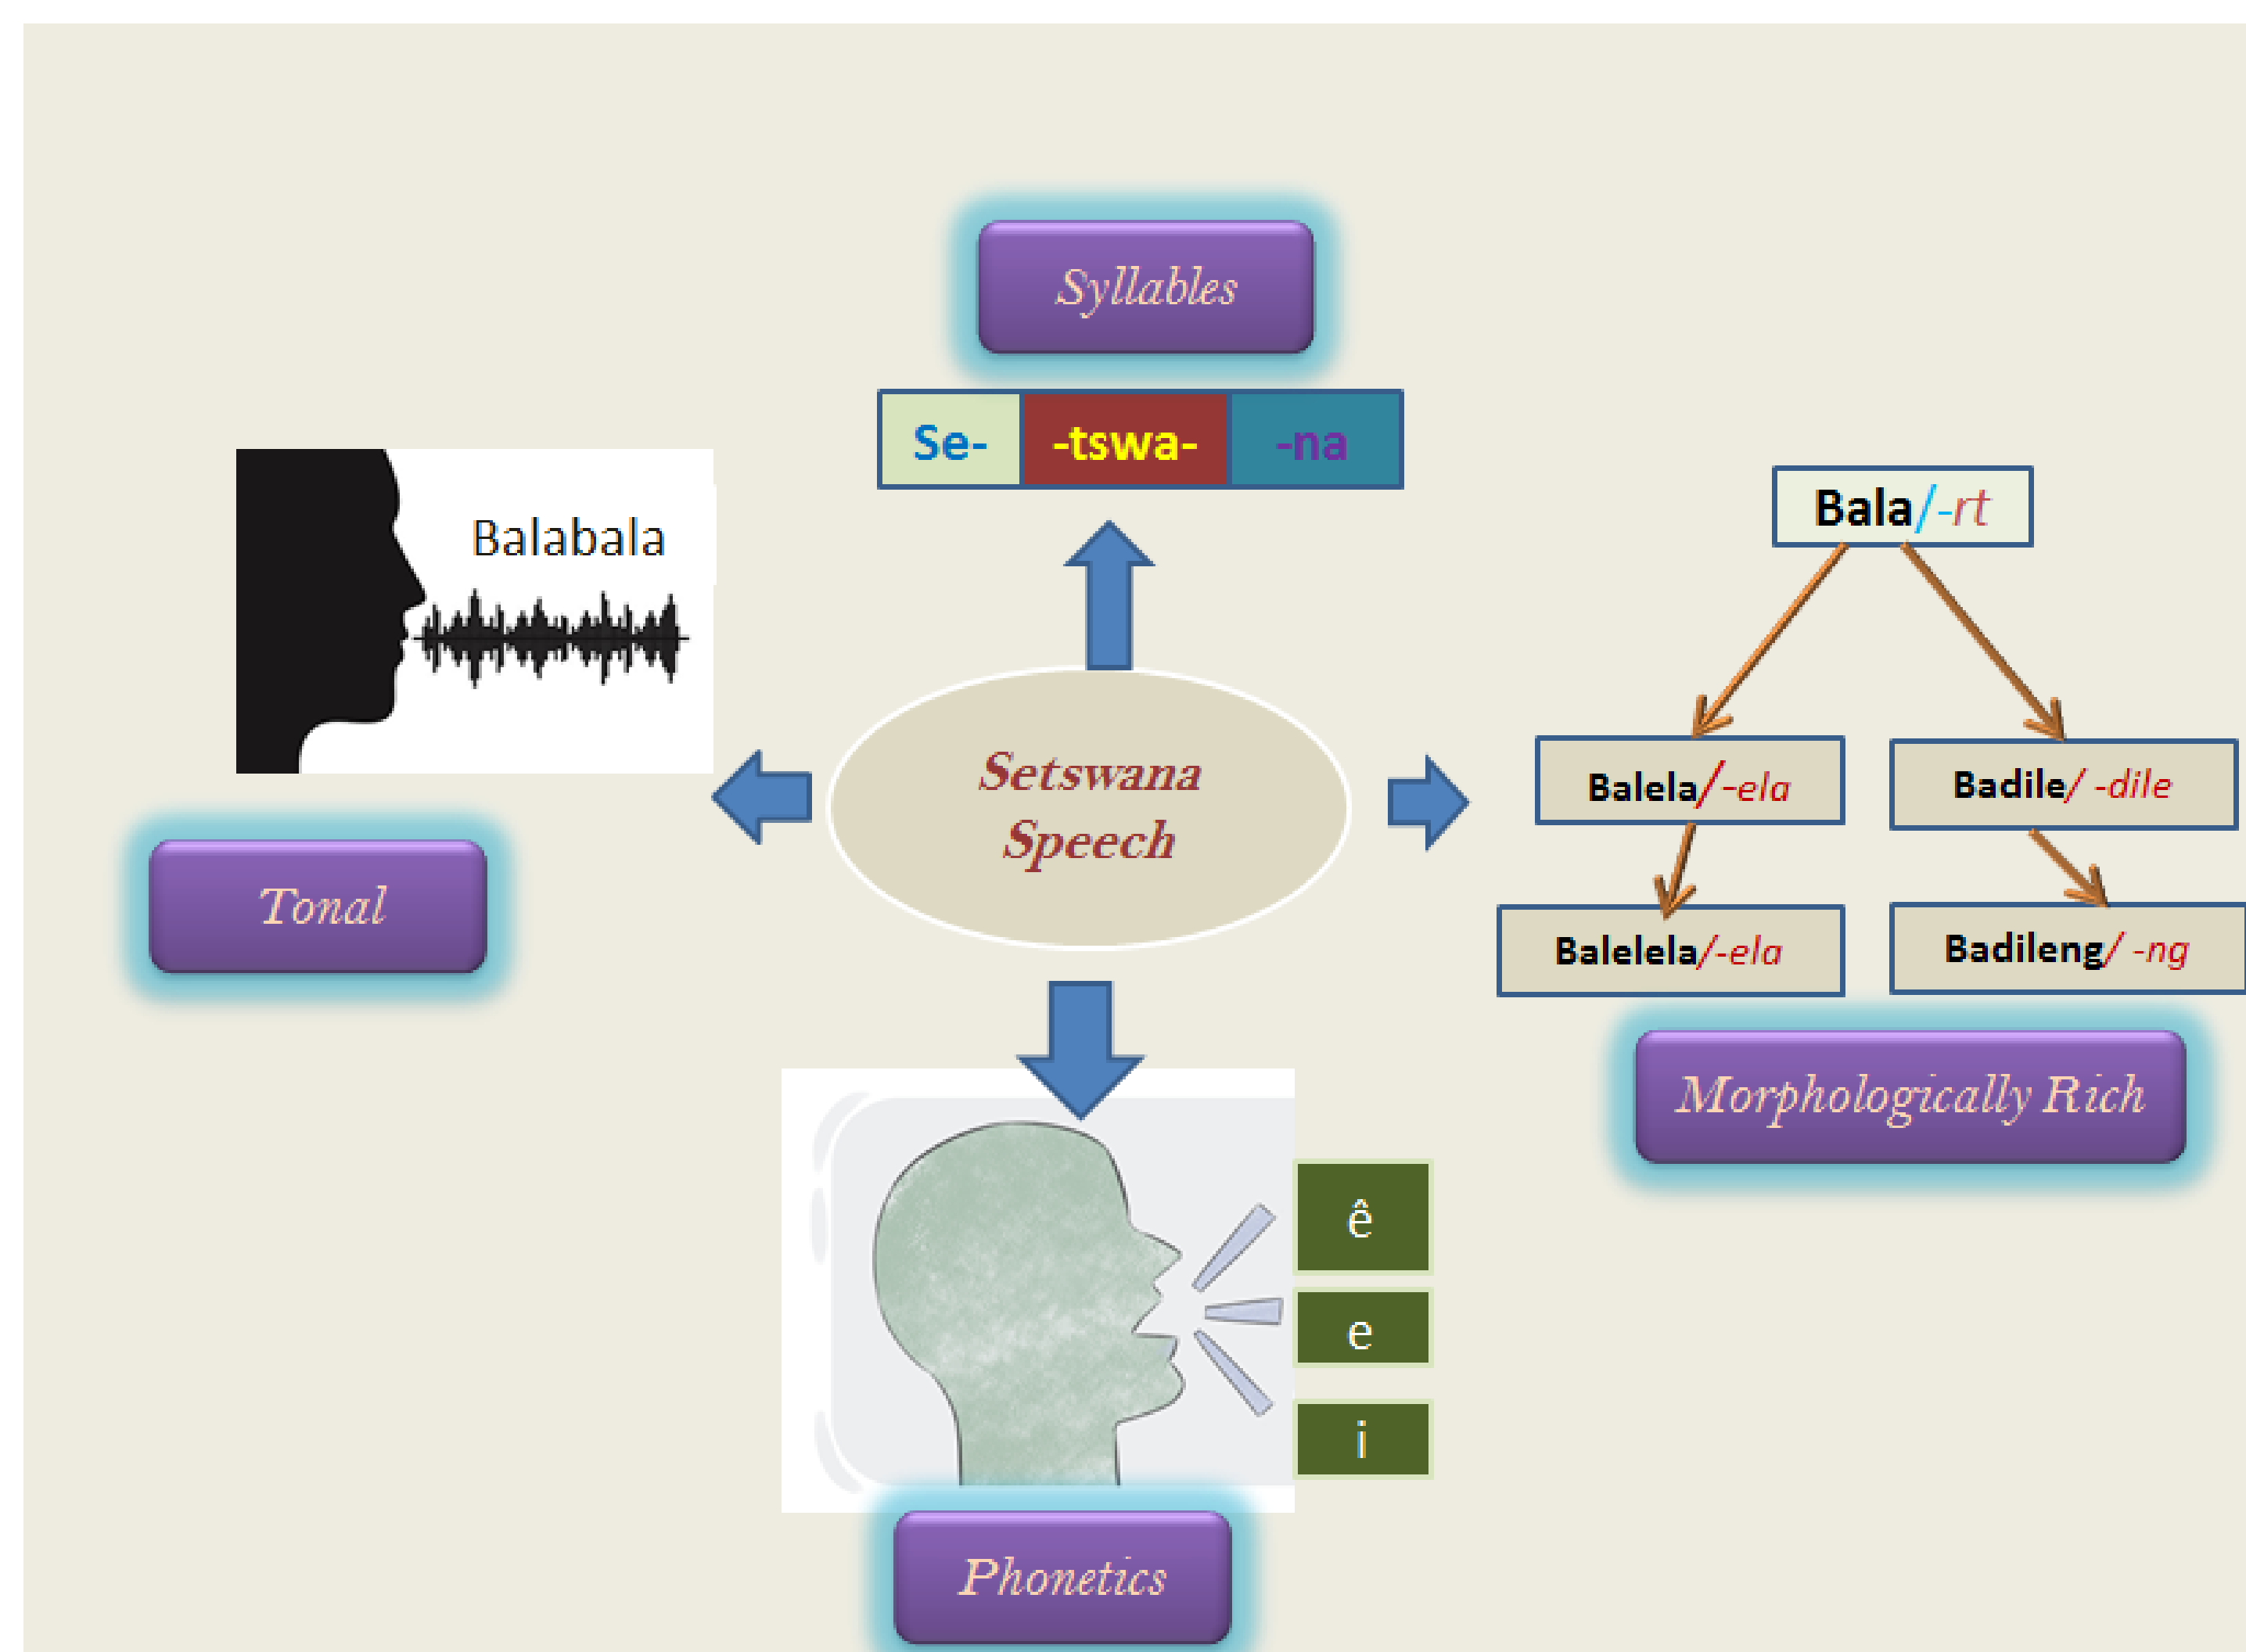 Syllables
Se- -tswa- -na
Balabala
Bala/-rt
Setswana
Speech
Balela/-ela
Badile/ -dile
Tonal
Balelela/-ela
Badileng/ -ng
Morphologically Rich
ê
e
i
Phonetics